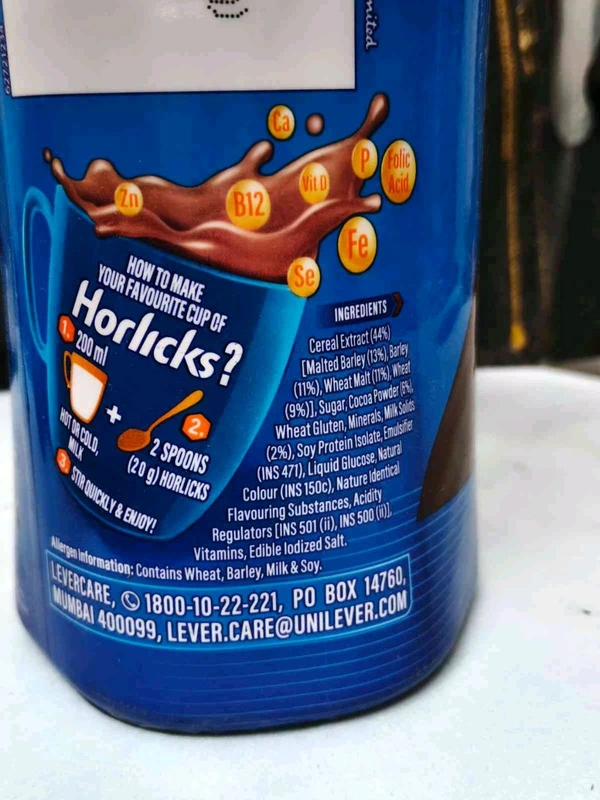 62721234
mited
Ca
P
Folic
Acid
Zn
B12
Vit D
Fe
Se
HOW TO MAKE
YOUR FAVOURITE CUP OF
Horlicks?
1.
200 ml
HOT OR COLD,
MILK
+
2.
2 SPOONS
(20 g) HORLICKS
3.
STIR QUICKLY & ENJOY!
INGREDIENTS
Cereal Extract (44%)
[Malted Barley (13%), Barley
(11%), Wheat Malt (11%), Wheat
(9%)], Sugar, Cocoa Powder (6%),
Wheat Gluten, Minerals, Milk Solids
(2%), Soy Protein Isolate, Emulsifier
(INS 471), Liquid Glucose, Natural
Colour (INS 150c), Nature Identical
Flavouring Substances, Acidity
Regulators [INS 501 (ii), INS 500 (ii)],
Vitamins, Edible Iodized Salt.
Allergen Information: Contains Wheat, Barley, Milk & Soy.
LEVERCARE, 1800-10-22-221, PO BOX 14760,
MUMBAI 400099, LEVER.CARE@UNILEVER.COM